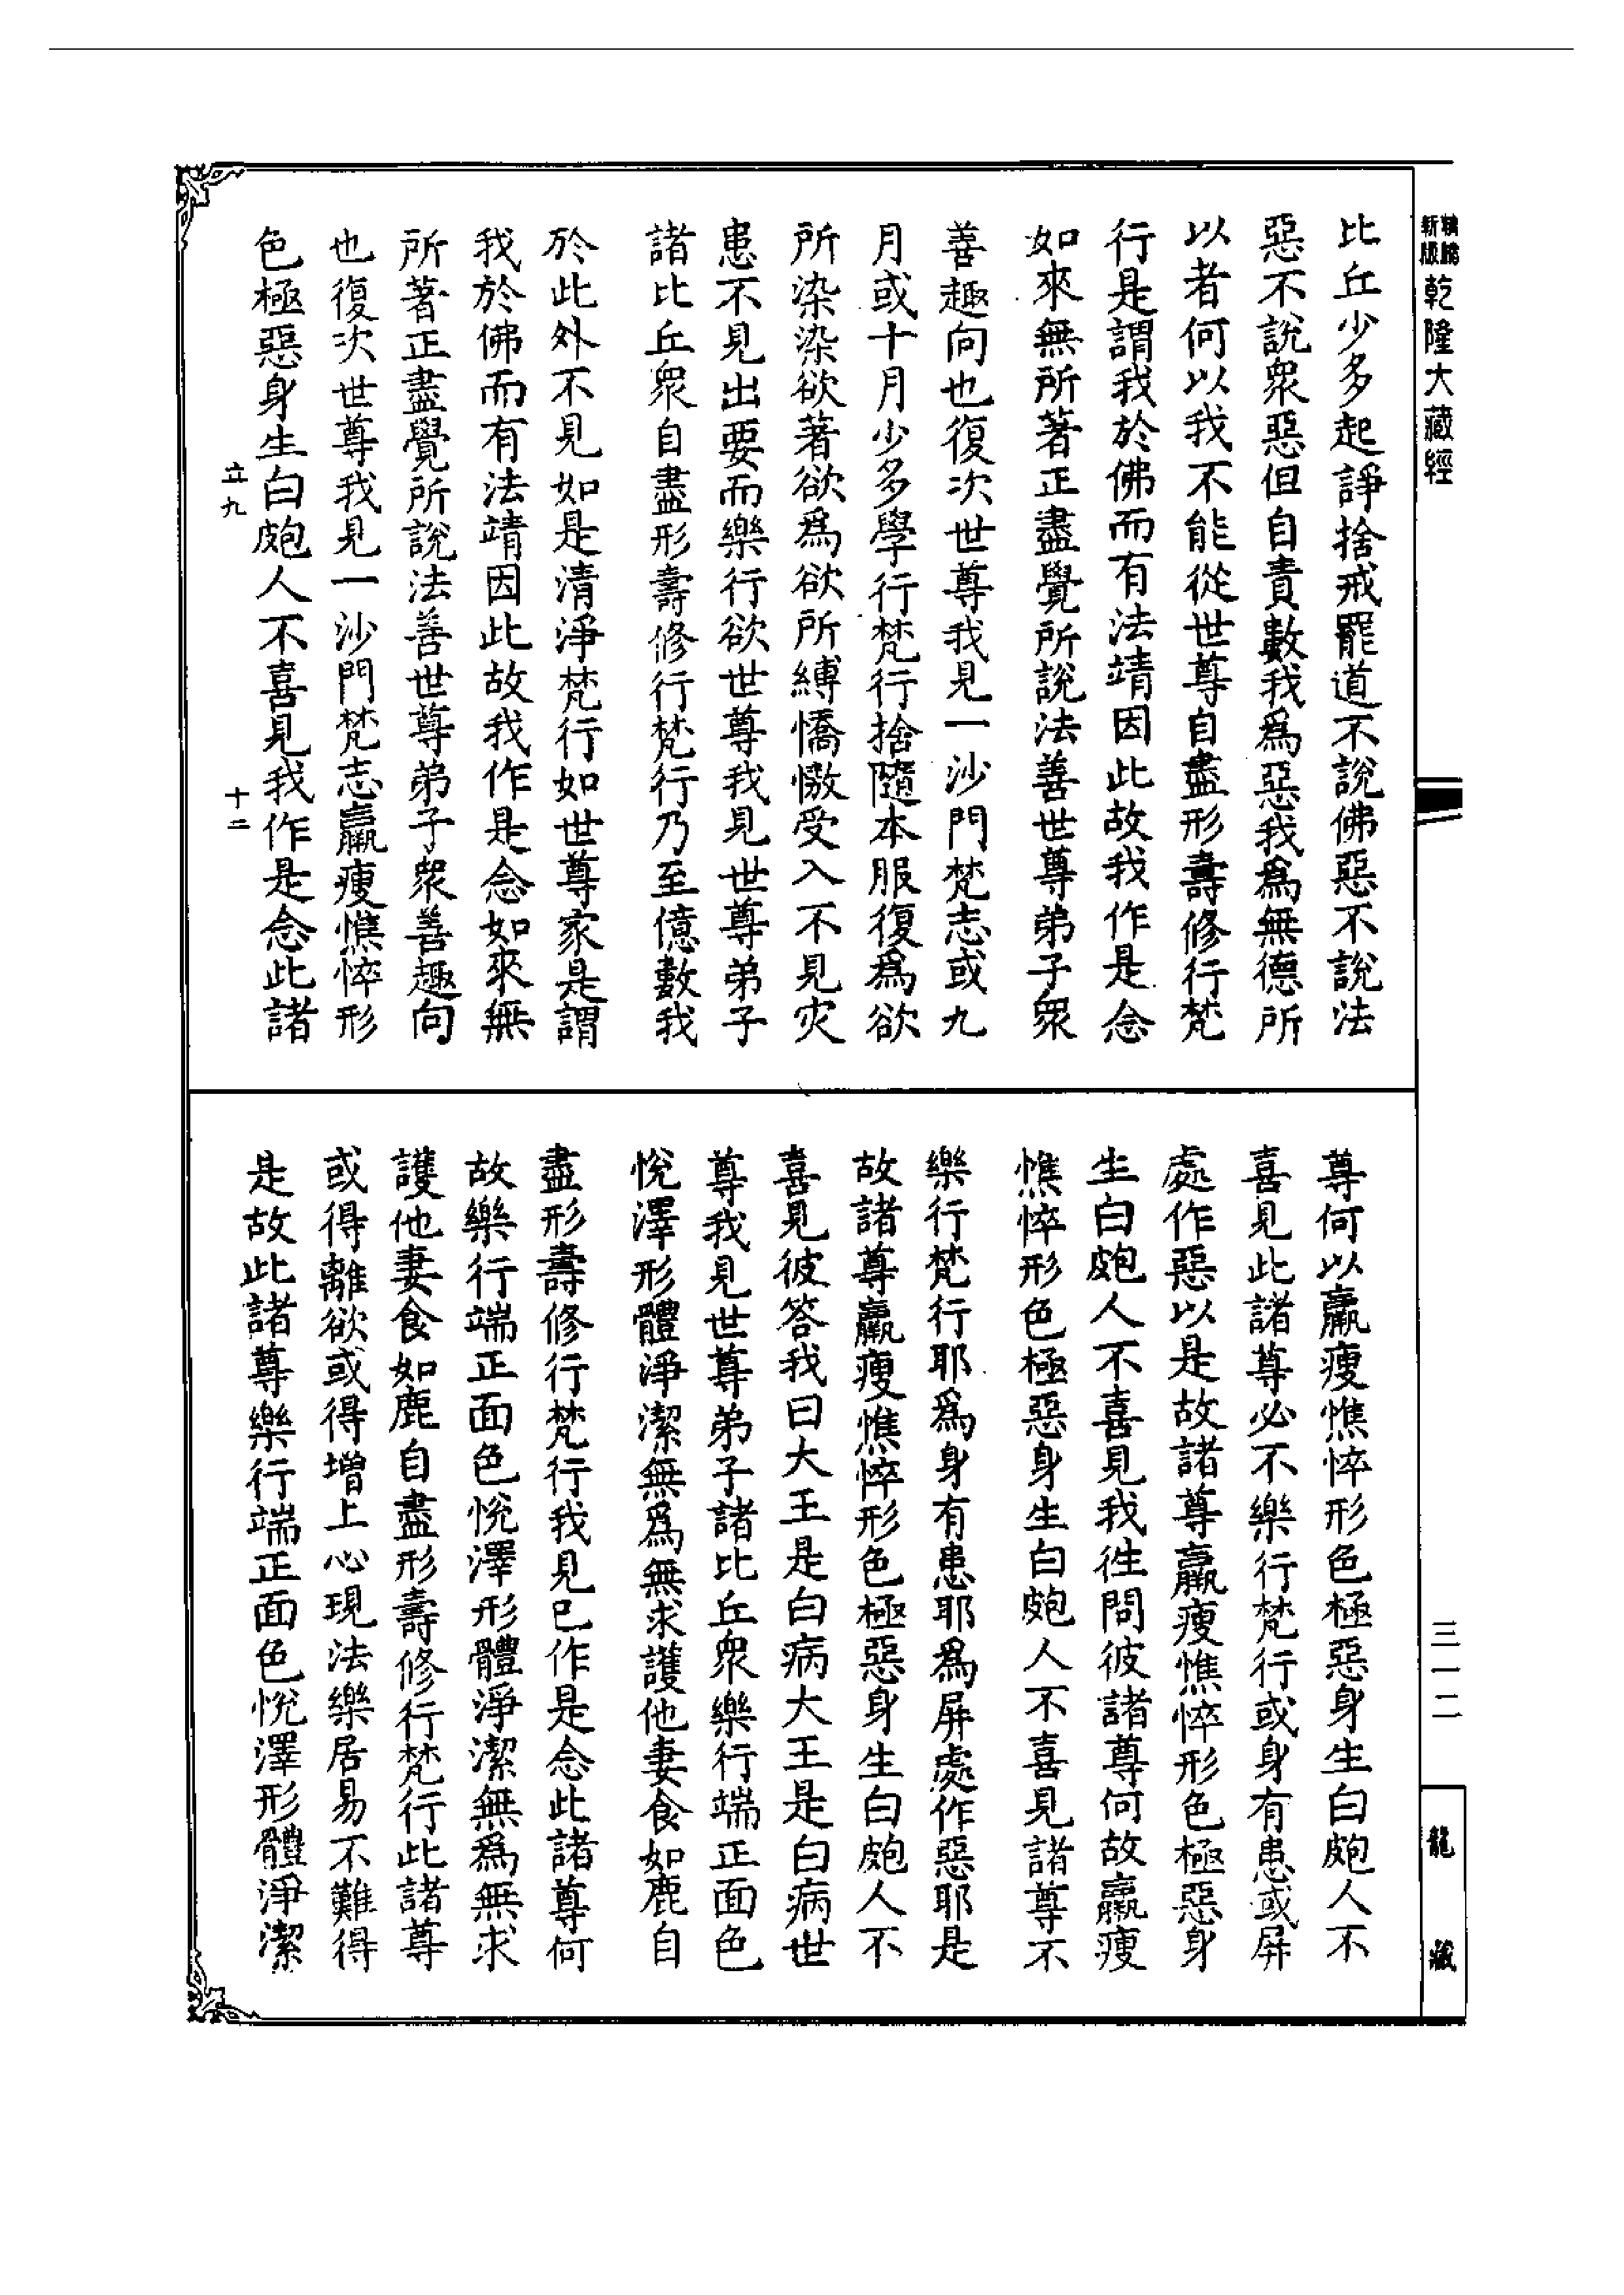 新版乾隆大藏經
比丘少多起諍捨戒罷道不說佛惡不說法
惡不說眾惡但自責數我為惡我為無德所
以者何以我不能從世尊自盡形壽修行梵
行是謂我於佛而有法靖因此故我作是念
如來無所著正盡覺所說法善世尊弟子眾
善趣向也復次世尊我見一沙門梵志或九
月或十月少多學行梵行捨隨本服復為欲
所染染欲著欲為欲所縛憍慠受入不見灾
患不見出要而樂行欲世尊我見世尊弟子
諸比丘眾自盡形壽修行梵行乃至億數我
於此外不見如是清淨梵行如世尊家是謂
我於佛而有法靖因此故我作是念如來無
所著正盡覺所說法善世尊弟子眾善趣向
也復次世尊我見一沙門梵志羸瘦憔悴形
色極惡身生白皰人不喜見我作是念此諸
立九 十二
尊何以羸瘦憔悴形色極惡身生白皰人不
喜見此諸尊必不樂行梵行或身有患或屏
處作惡以是故諸尊羸瘦憔悴形色極惡身
生白皰人不喜見我往問彼諸尊何故羸瘦
憔悴形色極惡身生白皰人不喜見諸尊不
樂行梵行耶為身有患耶為屏處作惡耶是
故諸尊羸瘦憔悴形色極惡身生白皰人不
喜見彼答我曰大王是白病大王是白病世
尊我見世尊弟子諸比丘眾樂行端正面色
悅澤形體淨潔無為無求護他妻食如鹿自
盡形壽修行梵行我見已作是念此諸尊何
故樂行端正面色悅澤形體淨潔無為無求
護他妻食如鹿自盡形壽修行梵行此諸尊
或得離欲或得增上心現法樂居易不難得
是故此諸尊樂行端正面色悅澤形體淨潔
三一二
龍藏